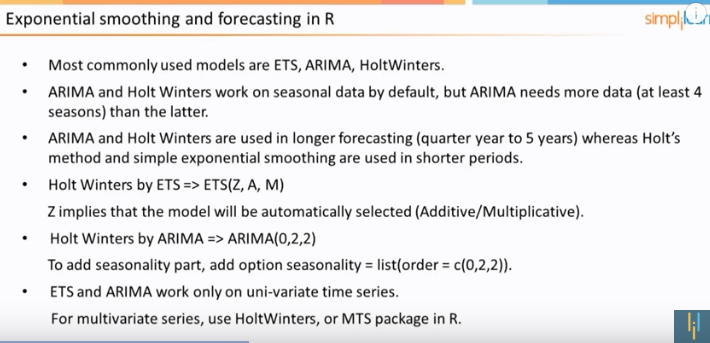 Exponential smoothing and forecasting in R
• Most commonly used models are ETS, ARIMA, HoltWinters.
• ARIMA and Holt Winters work on seasonal data by default, but ARIMA needs more data (at least 4
seasons) than the latter.
• ARIMA and Holt Winters are used in longer forecasting (quarter year to 5 years) whereas Holt's
method and simple exponential smoothing are used in shorter periods.
• Holt Winters by ETS => ETS(Z, A, M)
Z implies that the model will be automatically selected (Additive/Multiplicative).
• Holt Winters by ARIMA => ARIMA(0,2,2)
To add seasonality part, add option seasonality = list(order = c(0,2,2)).
• ETS and ARIMA work only on uni-variate time series.
For multivariate series, use HoltWinters, or MTS package in R.